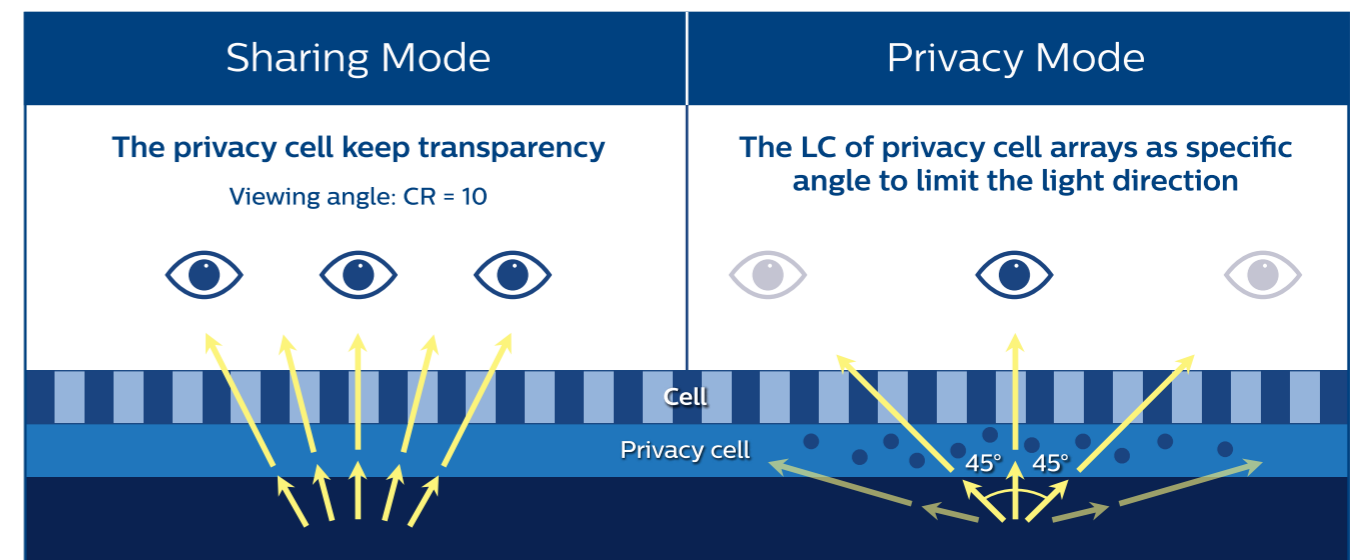 Sharing Mode
Privacy Mode
The privacy cell keep transparency
Viewing angle: CR = 10
The LC of privacy cell arrays as specific
angle to limit the light direction
Cell
Privacy cell
45° 45°